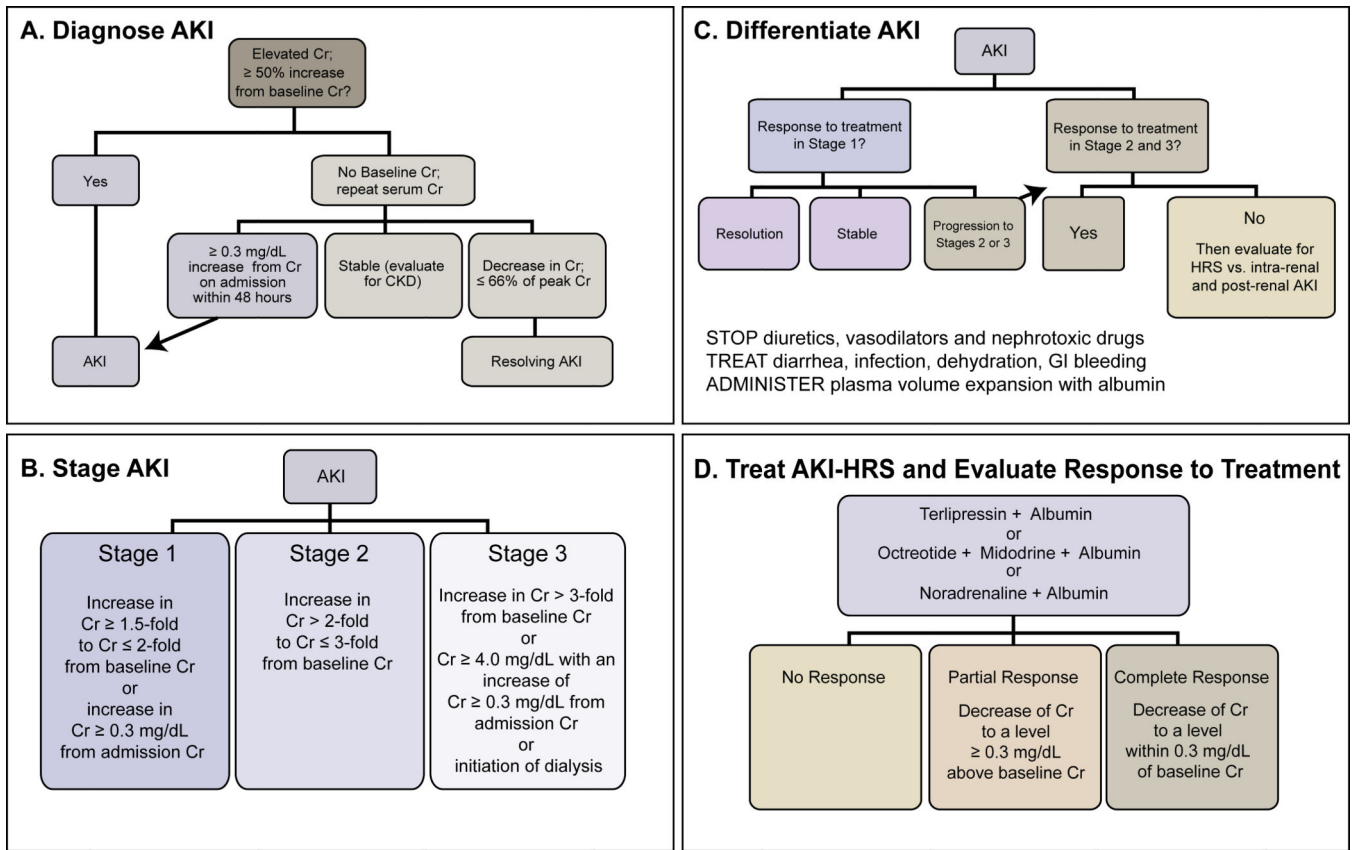 A. Diagnose AKI
Elevated Cr;
≥ 50% increase
from baseline Cr?
Yes
No Baseline Cr;
repeat serum Cr
≥ 0.3 mg/dL
increase from Cr
on admission
within 48 hours
Stable (evaluate
for CKD)
Decrease in Cr;
≤ 66% of peak Cr
AKI
Resolving AKI
B. Stage AKI
AKI
Stage 1
Increase in
Cr ≥ 1.5-fold
to Cr ≤ 2-fold
from baseline Cr
or
increase in
Cr ≥ 0.3 mg/dL
from admission Cr
Stage 2
Increase in
Cr > 2-fold
to Cr ≤ 3-fold
from baseline Cr
Stage 3
Increase in Cr > 3-fold
from baseline Cr
or
Cr ≥ 4.0 mg/dL with an
increase of
Cr ≥ 0.3 mg/dL from
admission Cr
or
initiation of dialysis
C. Differentiate AKI
AKI
Response to treatment
in Stage 1?
Response to treatment
in Stage 2 and 3?
Resolution
Stable
Progression to
Stages 2 or 3
Yes
No
Then evaluate for
HRS vs. intra-renal
and post-renal AKI
STOP diuretics, vasodilators and nephrotoxic drugs
TREAT diarrhea, infection, dehydration, GI bleeding
ADMINISTER plasma volume expansion with albumin
D. Treat AKI-HRS and Evaluate Response to Treatment
Terlipressin + Albumin
or
Octreotide + Midodrine + Albumin
or
Noradrenaline + Albumin
No Response
Partial Response
Decrease of Cr
to a level
≥ 0.3 mg/dL
above baseline Cr
Complete Response
Decrease of Cr
to a level
within 0.3 mg/dL
of baseline Cr